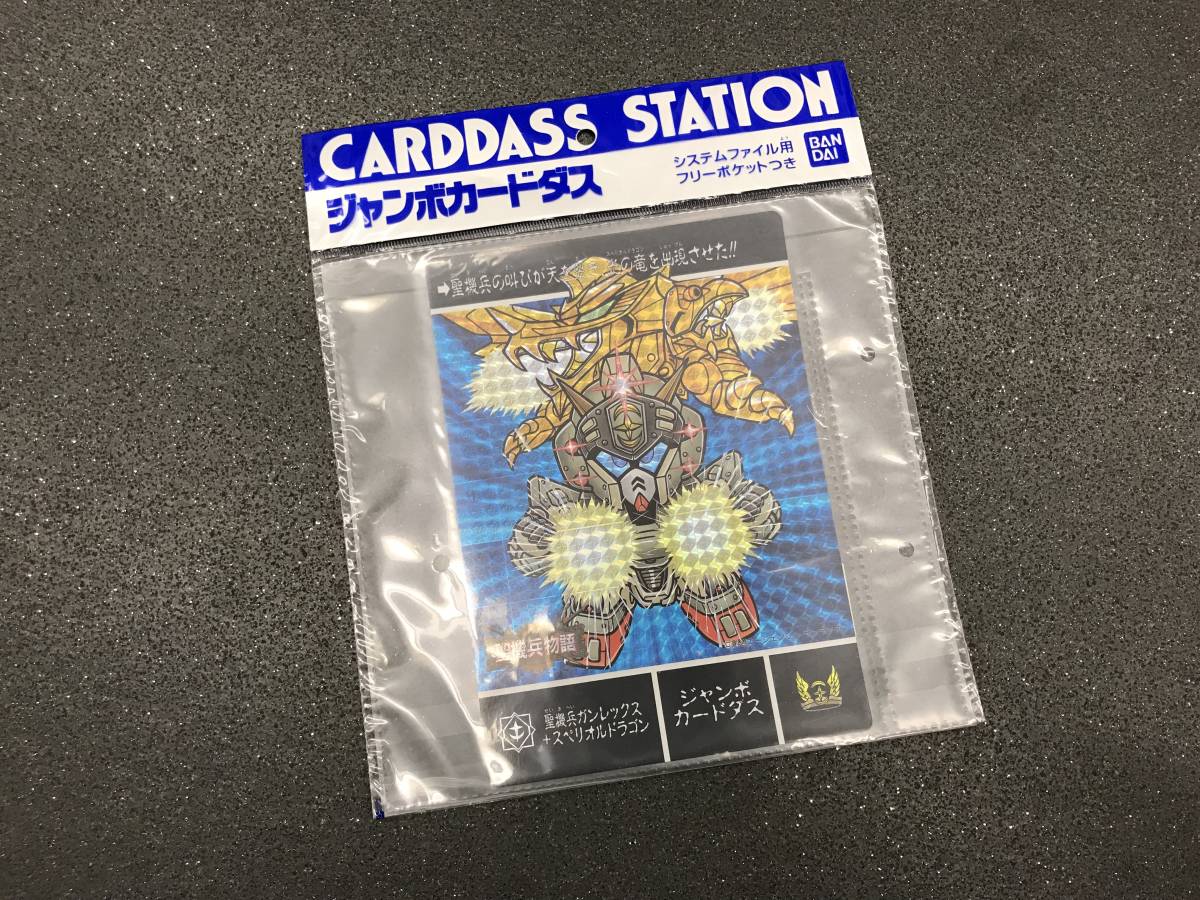 CARDDASS STATION
ジャンボカードダス
システムファイル用
フリーポケットつき
BAN
DAI
➡聖機兵の叫びが天を の竜を出現させた!!
聖機兵物語
聖機兵ガンレックス
+スペリオルドラゴン
ジャンボ
カードダス